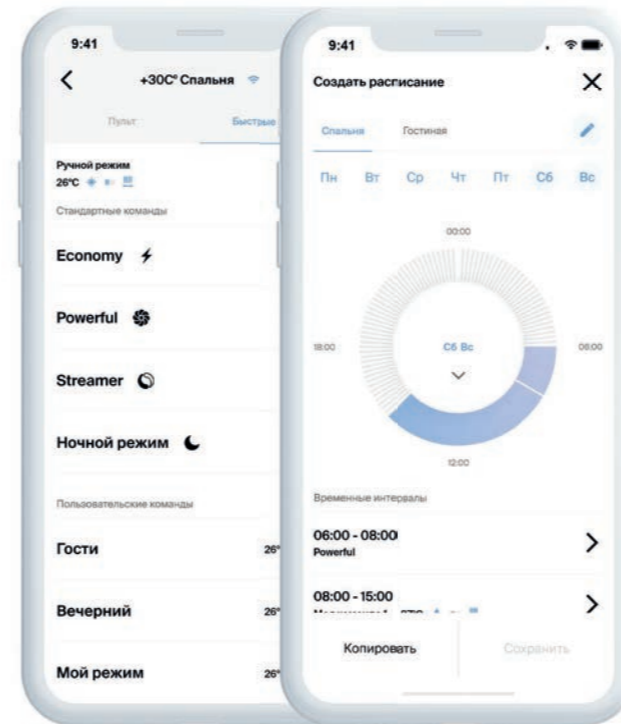 9:41
+30C° Спальня
Пульт
Быстрые
Ручной режим
26°C
Стандартные команды
Economy
Powerful
Streamer
Ночной режим
Пользовательские команды
Гости
26°
Вечерний
26°
Мой режим
26°
9:41
Создать расписание
Спальня
Гостиная
Пн Вт Ср Чт Пт Сб Вс
00:00
18:00
Сб Вс
06:00
12:00
Временные интервалы
06:00 - 08:00
Powerful
08:00 - 15:00
Копировать
Сохранить